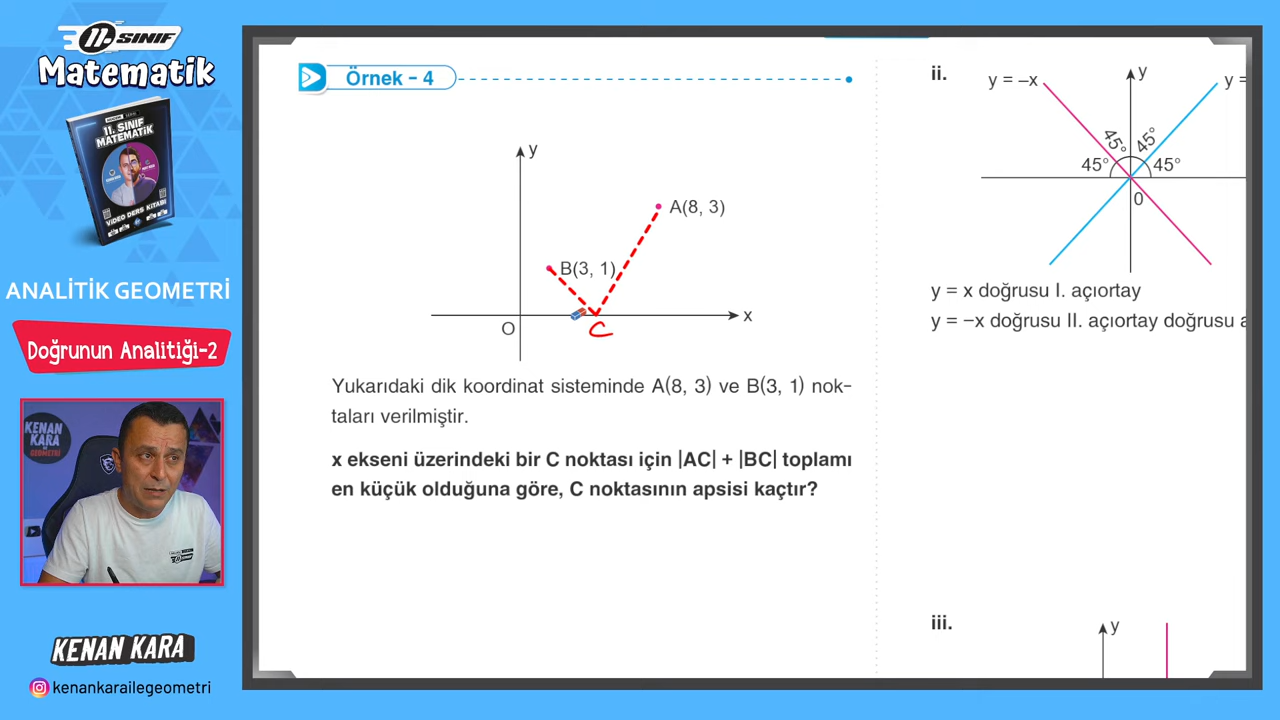 11. SINIF
Matematik
11. SINIF
MATEMATİK
VİDEO DERS KİTABI
ANALİTİK GEOMETRİ
Doğrunun Analitiği-2
KENAN
KARA
GEOMETRİ
11. SINIF
KENAN KARA
kenankarailegeometri
Örnek - 4
y
A(8, 3)
B(3, 1)
O
C
x
Yukarıdaki dik koordinat sisteminde A(8, 3) ve B(3, 1) nok-
taları verilmiştir.
x ekseni üzerindeki bir C noktası için |AC| + |BC| toplamı
en küçük olduğuna göre, C noktasının apsisi kaçtır?
ii.
y = –x
y
y =
45°
45°
45°
45°
0
y = x doğrusu I. açıortay
y = –x doğrusu II. açıortay doğrusu a
iii.
y